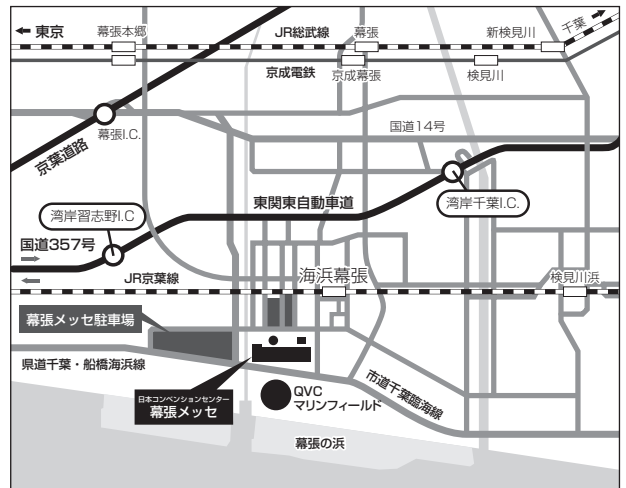 東京
幕張本郷
JR総武線
幕張
新検見川
千葉
京成電鉄
京成幕張
検見川
幕張I.C.
京葉道路
国道14号
湾岸習志野I.C
東関東自動車道
湾岸千葉I.C.
国道357号
JR京葉線
海浜幕張
検見川浜
幕張メッセ駐車場
県道千葉・船橋海浜線
日本コンベンションセンター
幕張メッセ
QVC
マリンフィールド
市道千葉臨海線
幕張の浜